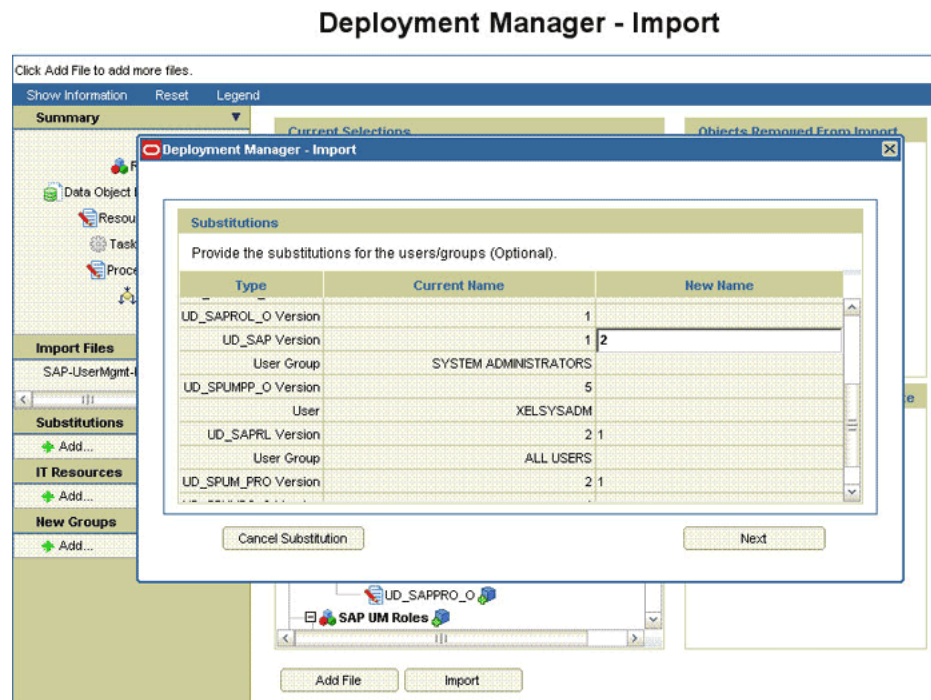 Deployment Manager - Import
Click Add File to add more files.
Show Information Reset Legend
Summary
Current Selections
Objects Removed From Import
Deployment Manager - Import
Data Object
Resou
Task
Proce
Import Files
SAP-UserMgmt-
Substitutions
Add...
IT Resources
Add...
New Groups
Add...
Substitutions
Provide the substitutions for the users/groups (Optional).
Type Current Name New Name
UD_SAPROL_O Version 1
UD_SAP Version 1 2
User Group SYSTEM ADMINISTRATORS
UD_SPUMPP_O Version 5
User XELSYSADM
UD_SAPRL Version 2 1
User Group ALL USERS
UD_SPUM_PRO Version 2 1
Cancel Substitution Next
UD_SAPPRO_O
SAP UM Roles
Add File Import